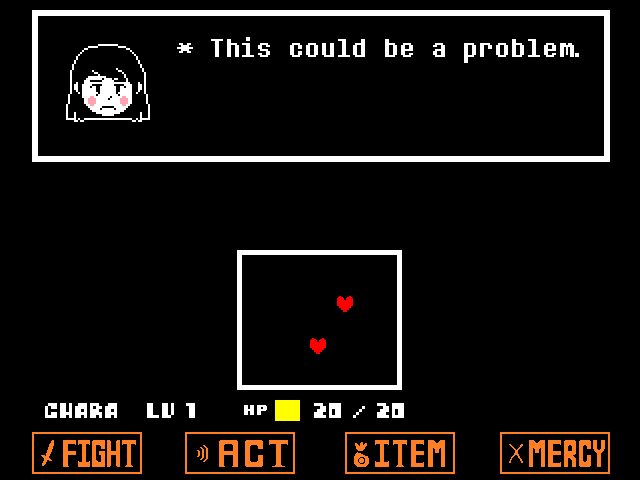 * This could be a problem.
CHARA LV 1 HP 20 / 20
FIGHT ACT ITEM MERCY